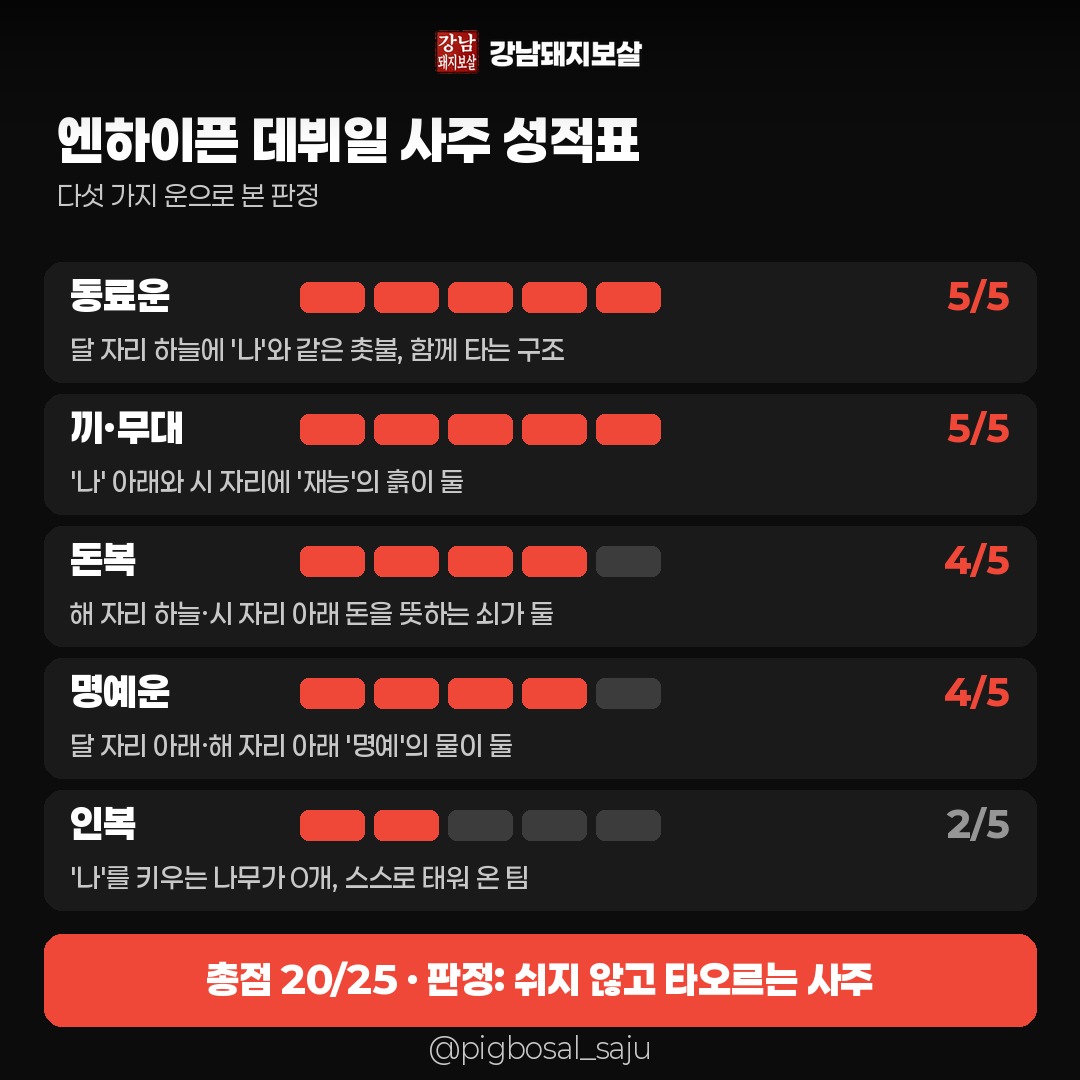 강남
돼지보살
강남돼지보살
엔하이픈 데뷔일 사주 성적표
다섯 가지 운으로 본 판정
동료운
5/5
달 자리 하늘에 '나'와 같은 촛불, 함께 타는 구조
끼·무대
5/5
'나' 아래와 시 자리에 '재능'의 흙이 둘
돈복
4/5
해 자리 하늘·시 자리 아래 돈을 뜻하는 쇠가 둘
명예운
4/5
달 자리 아래·해 자리 아래 '명예'의 물이 둘
인복
2/5
'나'를 키우는 나무가 0개, 스스로 태워 온 팀
총점 20/25 · 판정: 쉬지 않고 타오르는 사주
@pigbosal_saju